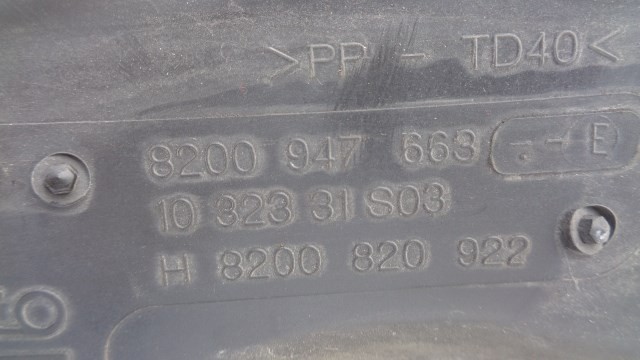 >PP - TD40<
8200 947 663 -.- E
10 323 31 S03
H 8200 820 922